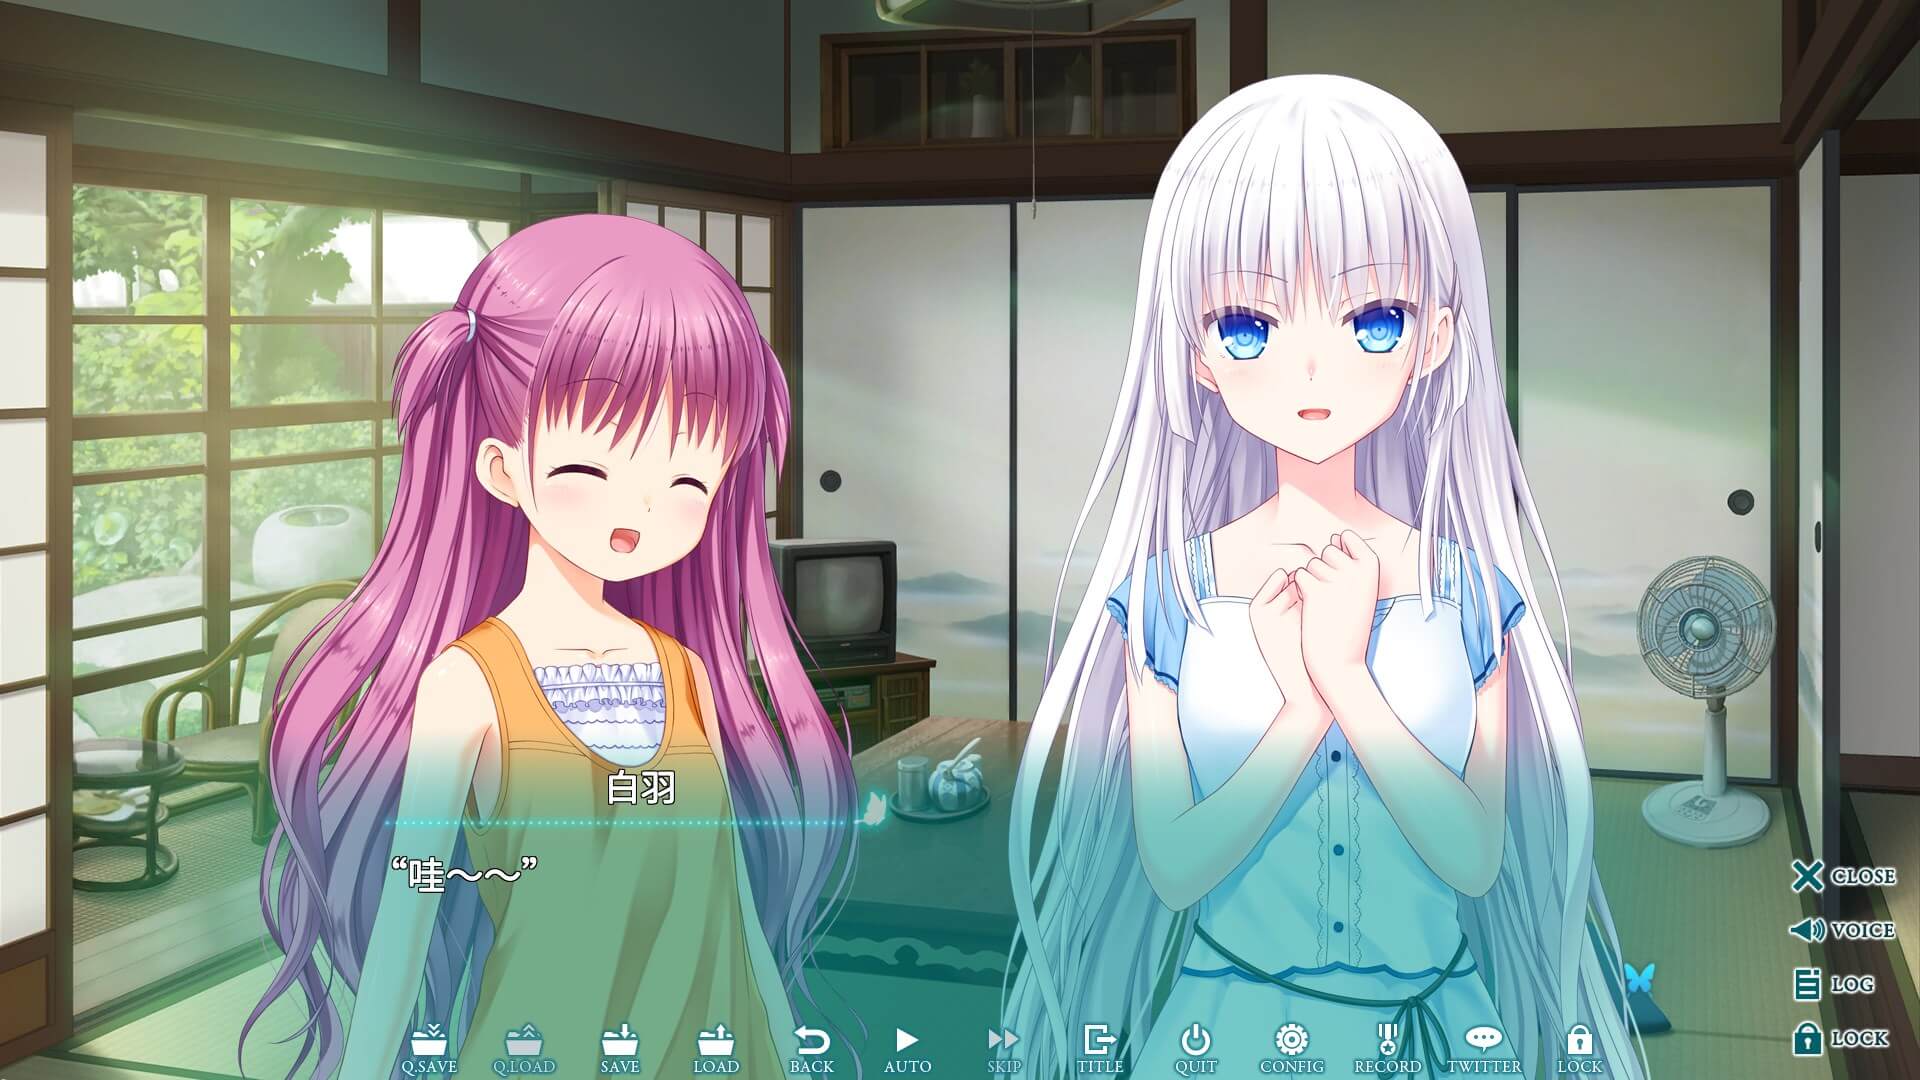 白羽
“哇～～”
CLOSE
VOICE
LOG
LOCK
Q.SAVE
Q.LOAD
SAVE
LOAD
BACK
AUTO
SKIP
TITLE
QUIT
CONFIG
RECORD
TWITTER
LOCK